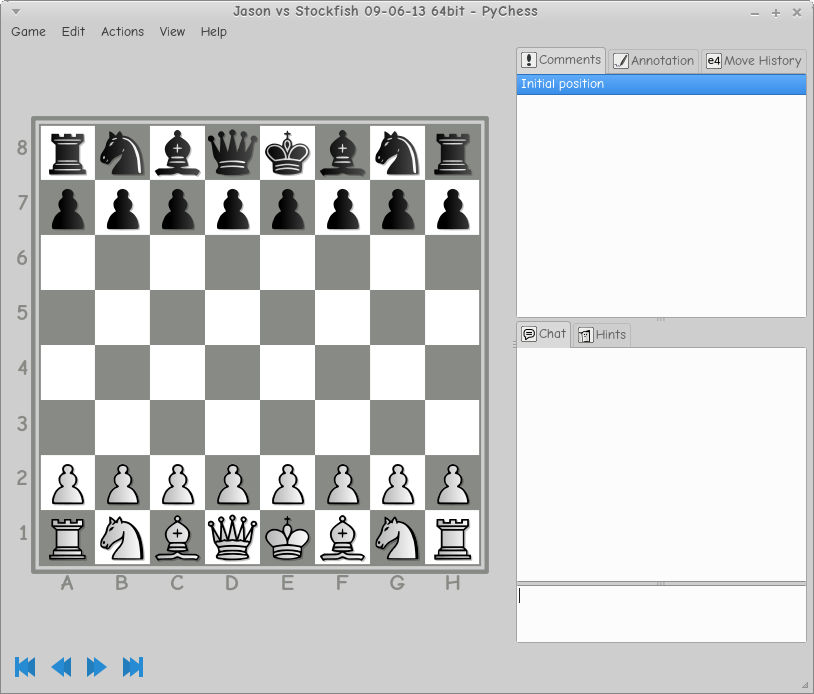 Jason vs Stockfish 09-06-13 64bit - PyChess
Game Edit Actions View Help
Comments Annotation e4 Move History
Initial position
8
7
6
5
4
3
2
1
A B C D E F G H
Chat Hints